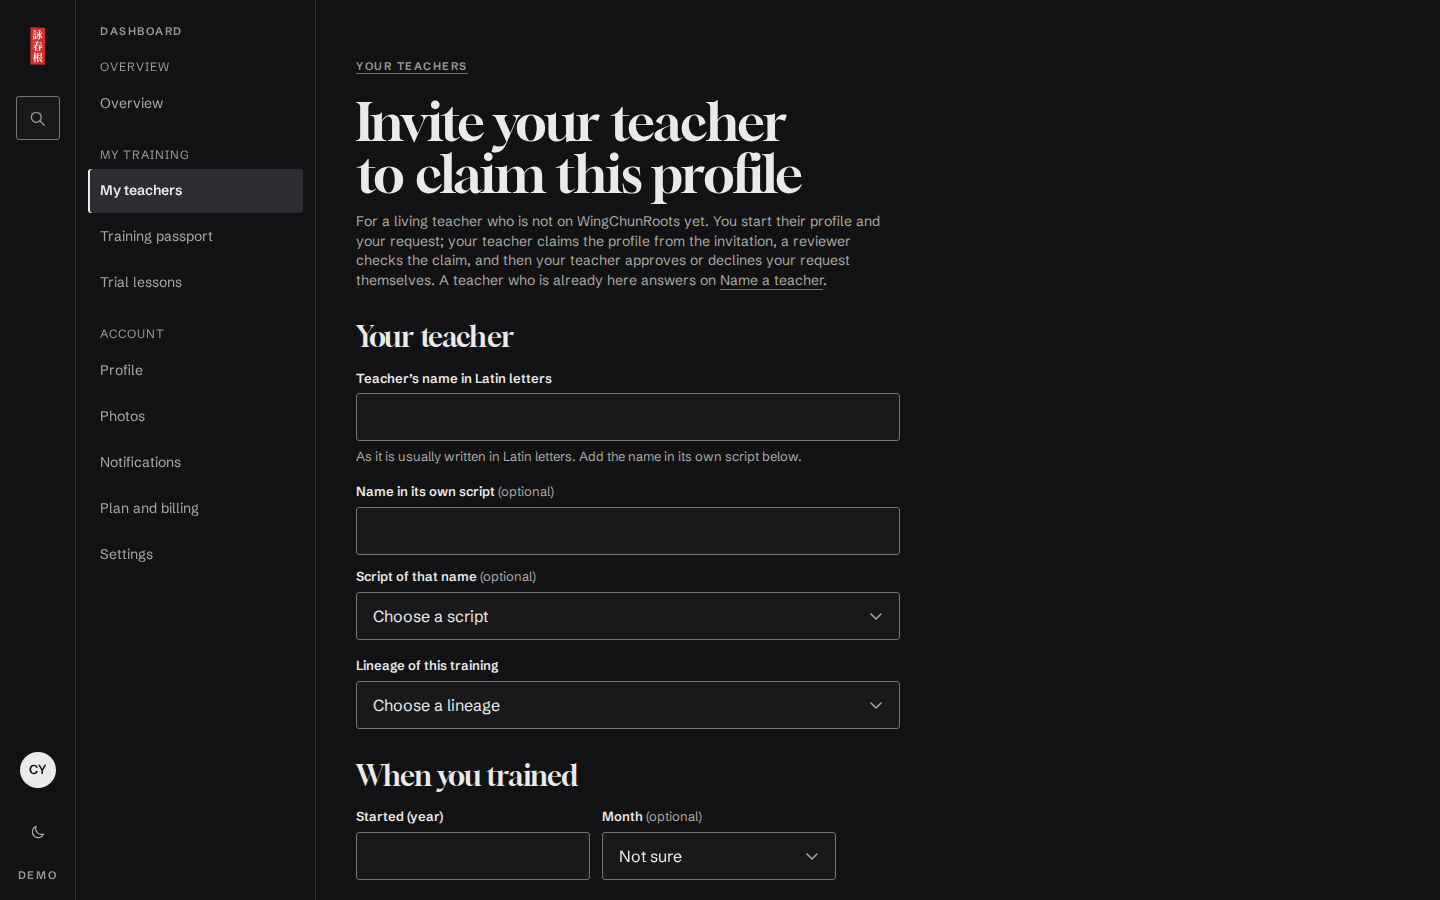 詠春根
DASHBOARD
OVERVIEW
Overview
MY TRAINING
My teachers
Training passport
Trial lessons
ACCOUNT
Profile
Photos
Notifications
Plan and billing
Settings
CY
DEMO
YOUR TEACHERS
Invite your teacher
to claim this profile
For a living teacher who is not on WingChunRoots yet. You start their profile and
your request; your teacher claims the profile from the invitation, a reviewer
checks the claim, and then your teacher approves or declines your request
themselves. A teacher who is already here answers on Name a teacher.
Your teacher
Teacher’s name in Latin letters
As it is usually written in Latin letters. Add the name in its own script below.
Name in its own script (optional)
Script of that name (optional)
Choose a script
Lineage of this training
Choose a lineage
When you trained
Started (year)
Month (optional)
Not sure